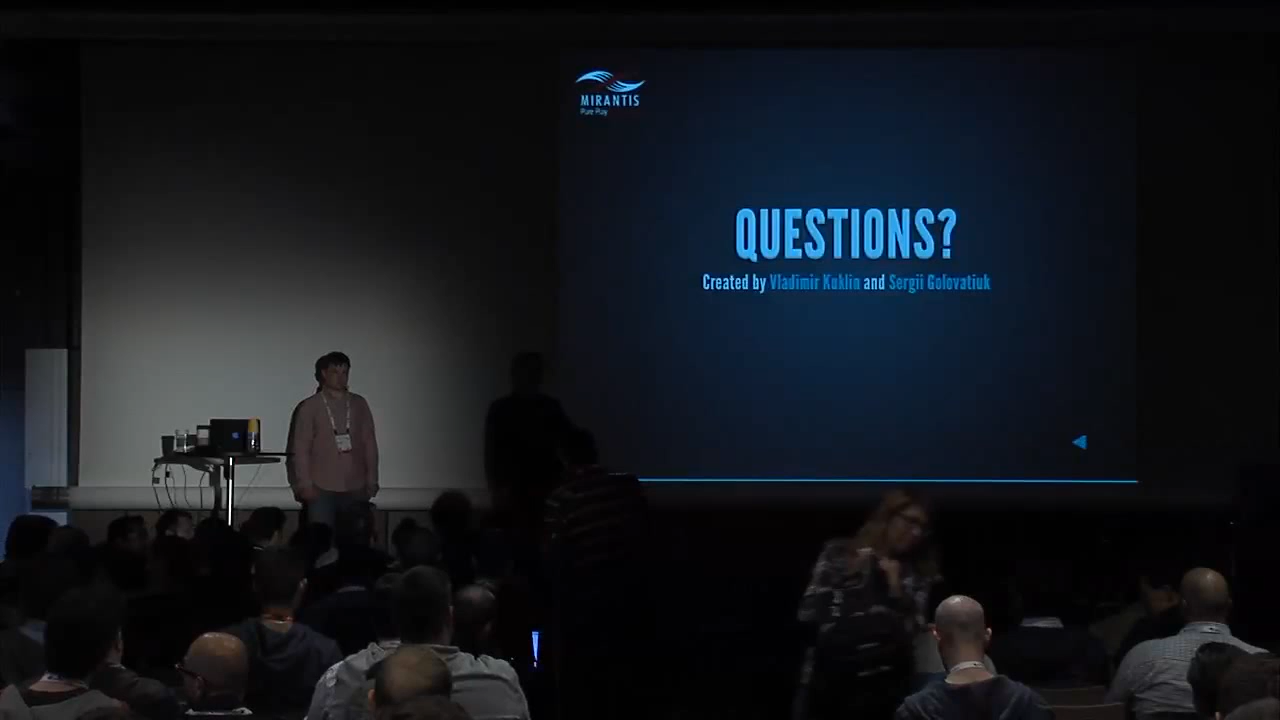 MIRANTIS
Pure Play
QUESTIONS?
Created by Vladimir Kuklin and Sergii Golovatiuk